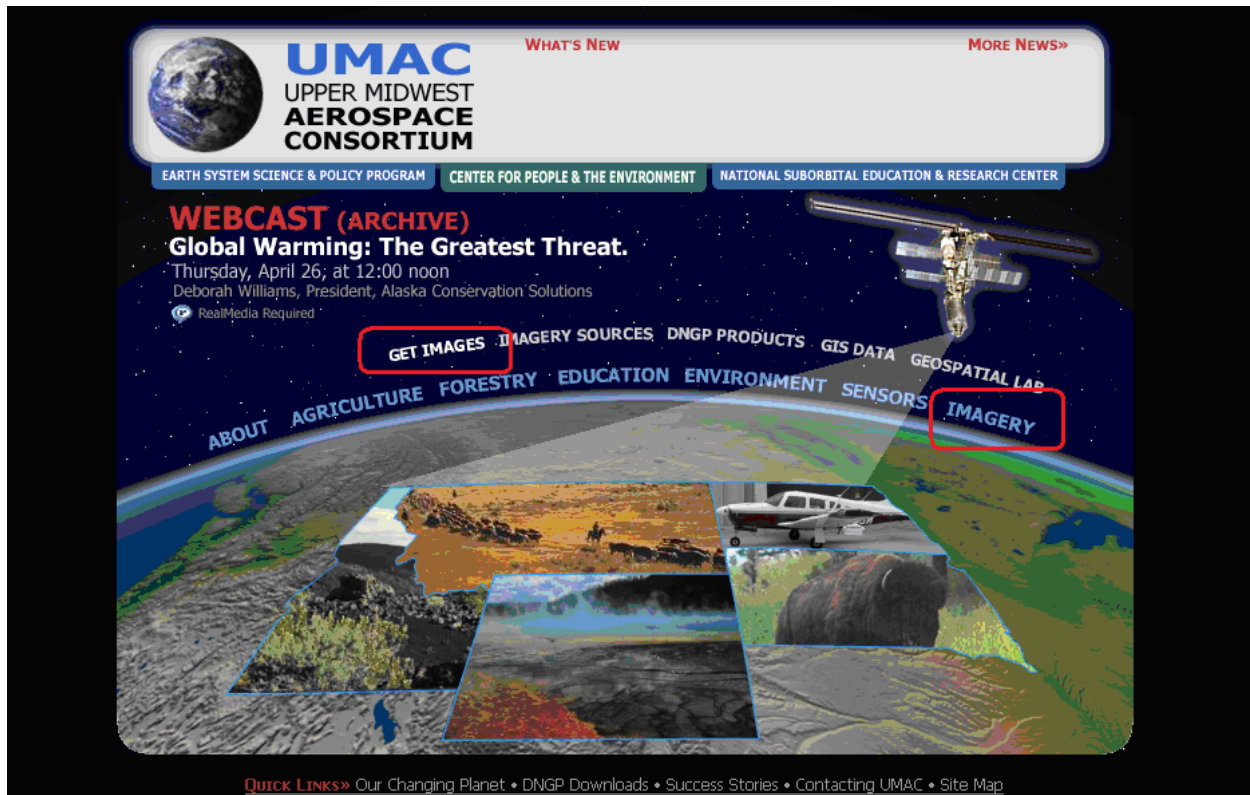 UMAC
UPPER MIDWEST
AEROSPACE
CONSORTIUM
WHAT'S NEW
MORE NEWS»
EARTH SYSTEM SCIENCE & POLICY PROGRAM
CENTER FOR PEOPLE & THE ENVIRONMENT
NATIONAL SUBORBITAL EDUCATION & RESEARCH CENTER
WEBCAST (ARCHIVE)
Global Warming: The Greatest Threat.
Thursday, April 26, at 12:00 noon
Deborah Williams, President, Alaska Conservation Solutions
RealMedia Required
GET IMAGES IMAGERY SOURCES DNGP PRODUCTS GIS DATA GEOSPATIAL LAB
ABOUT AGRICULTURE FORESTRY EDUCATION ENVIRONMENT SENSORS IMAGERY
QUICK LINKS» Our Changing Planet • DNGP Downloads • Success Stories • Contacting UMAC • Site Map